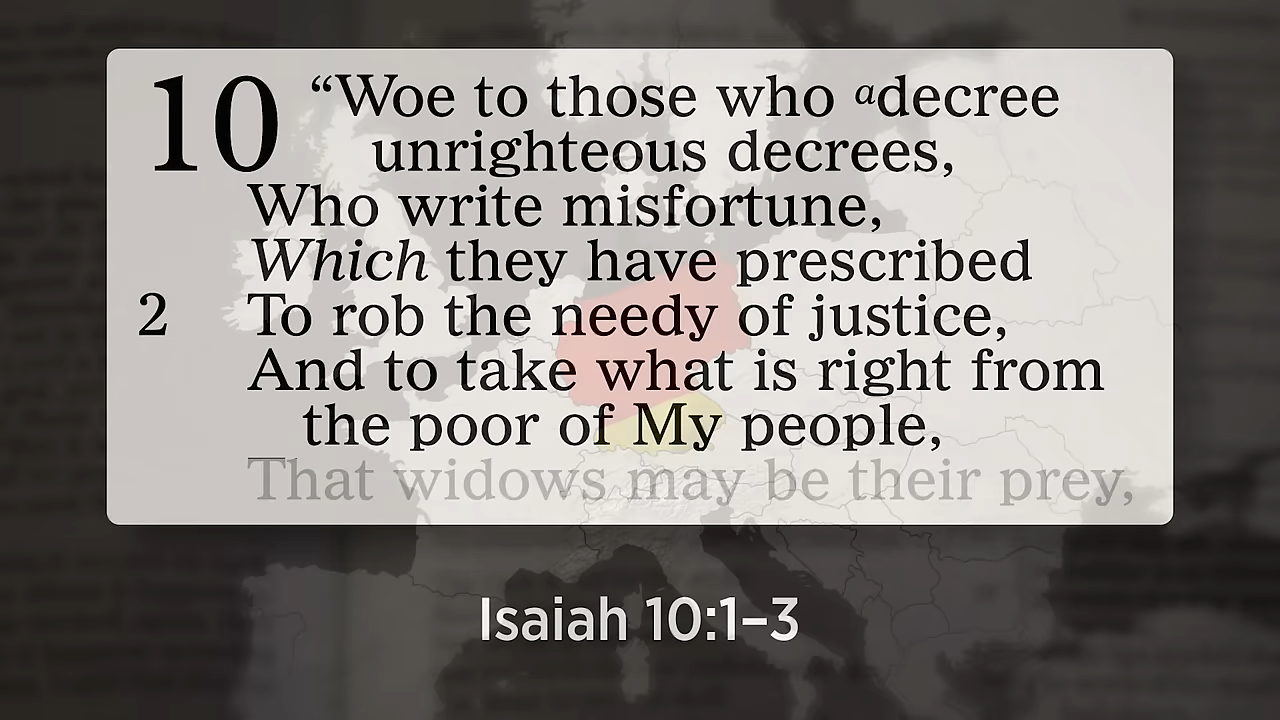 10 “Woe to those who adecree
unrighteous decrees,
Who write misfortune,
Which they have prescribed
2 To rob the needy of justice,
And to take what is right from
the poor of My people,
That widows may be their prey,
Isaiah 10:1–3